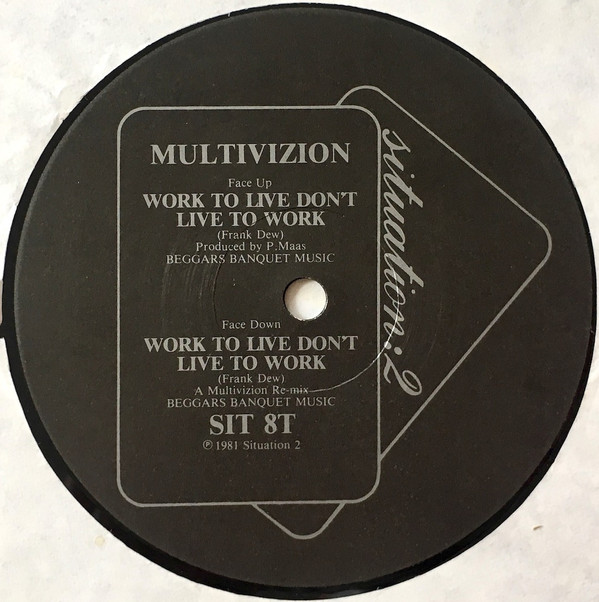 MULTIVIZION
Face Up
WORK TO LIVE DON'T
LIVE TO WORK
(Frank Dew)
Produced by P.Maas
BEGGARS BANQUET MUSIC
Face Down
WORK TO LIVE DON'T
LIVE TO WORK
(Frank Dew)
A Multivizion Re-mix
BEGGARS BANQUET MUSIC
SIT 8T
℗ 1981 Situation 2
situation:2